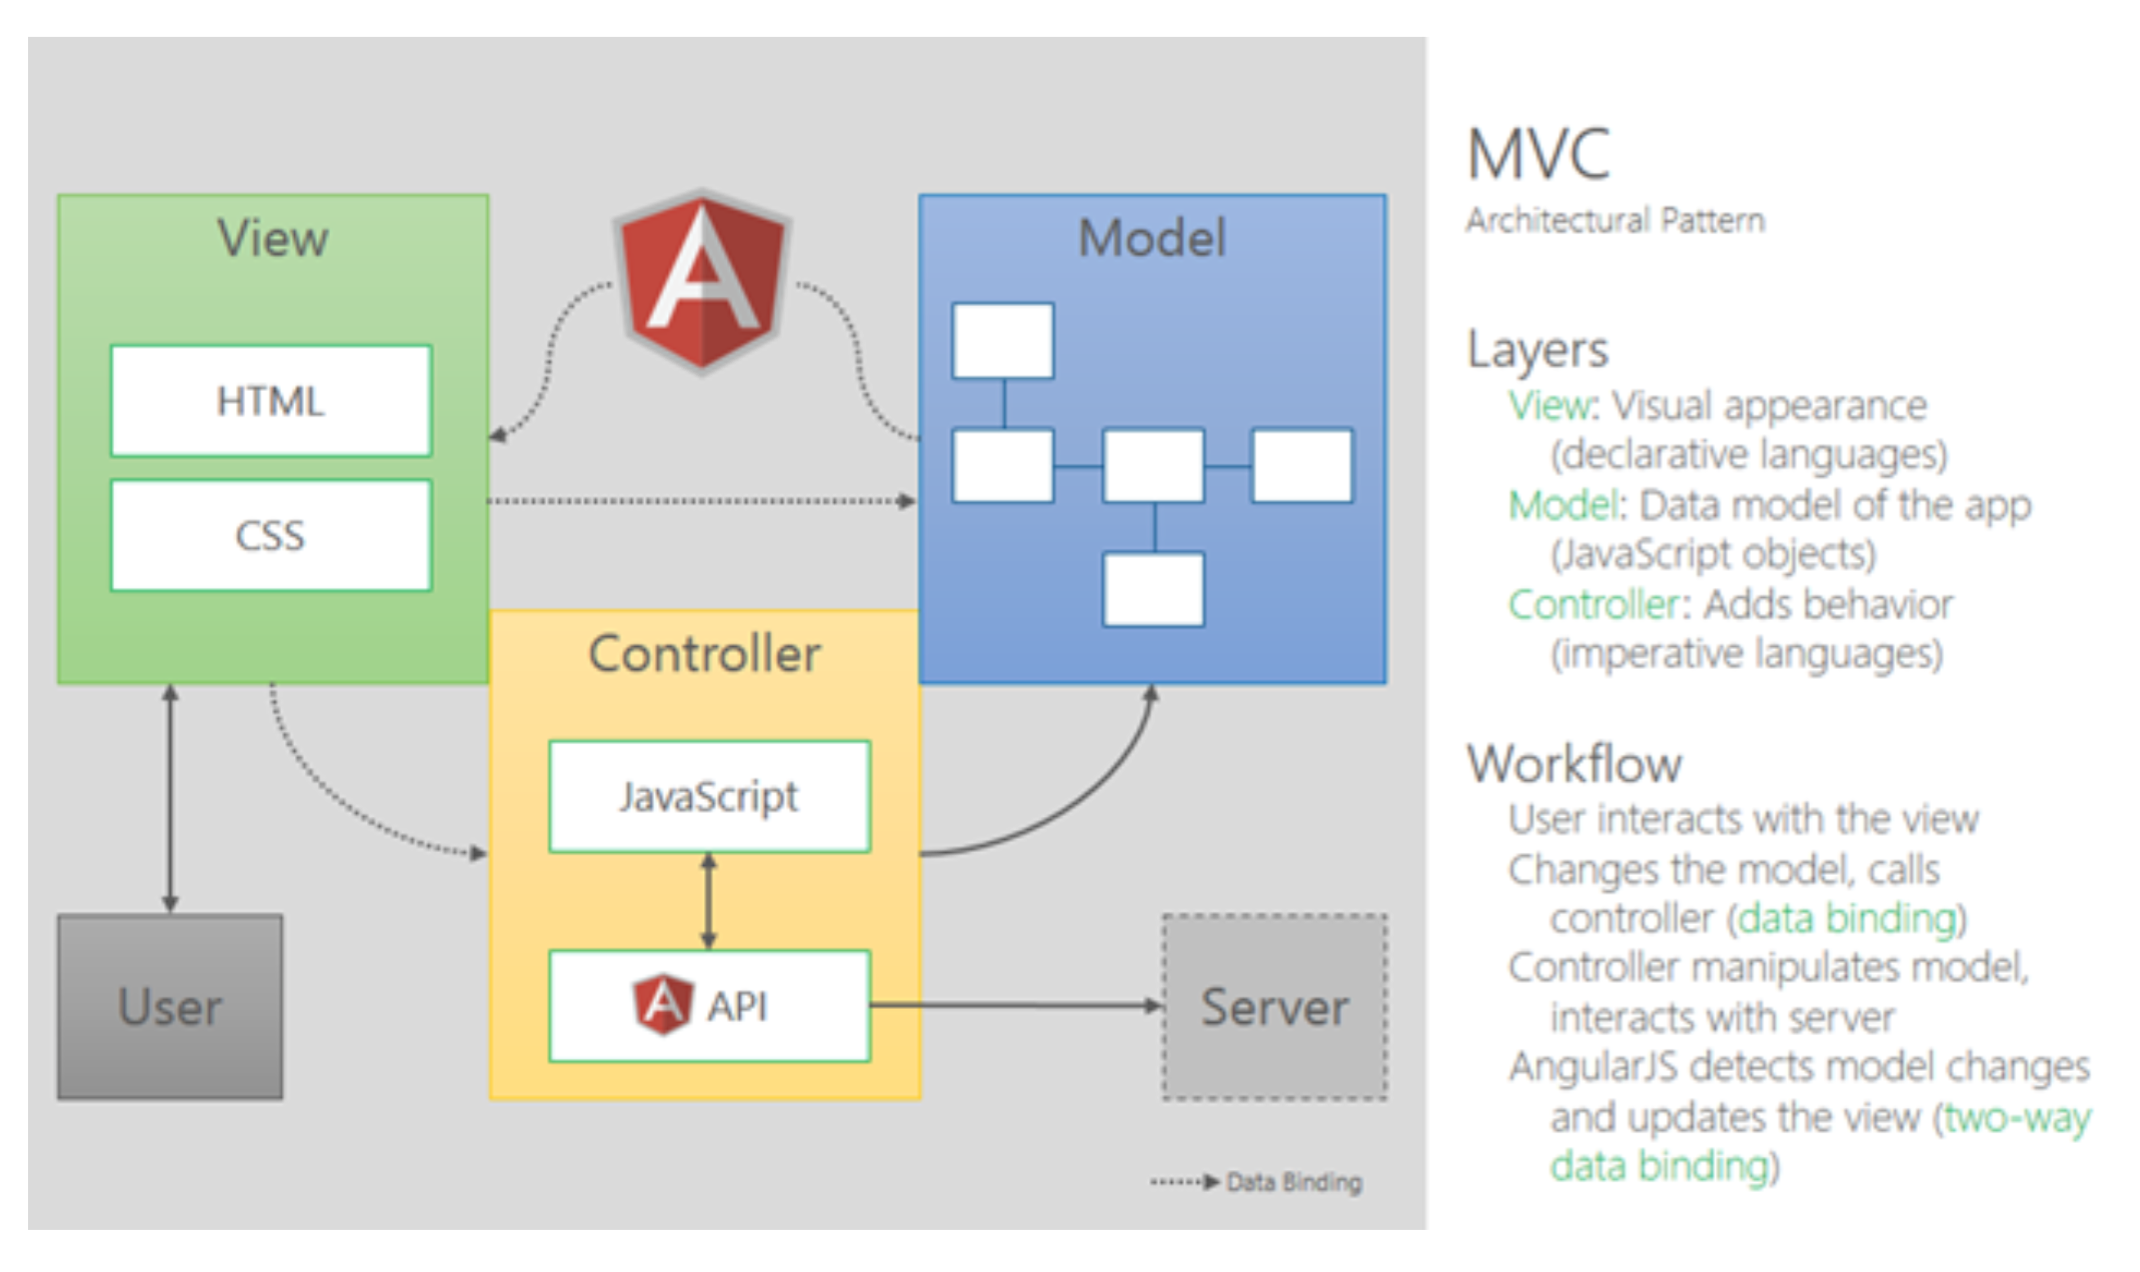 View
HTML
CSS
Model
Controller
JavaScript
API
User
Server
Data Binding
MVC
Architectural Pattern
Layers
View: Visual appearance
(declarative languages)
Model: Data model of the app
(JavaScript objects)
Controller: Adds behavior
(imperative languages)
Workflow
User interacts with the view
Changes the model, calls
controller (data binding)
Controller manipulates model,
interacts with server
AngularJS detects model changes
and updates the view (two-way
data binding)